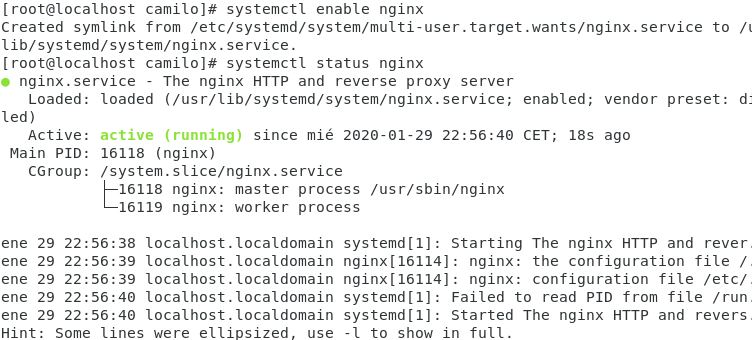 [root@localhost camilo]# systemctl enable nginx
Created symlink from /etc/systemd/system/multi-user.target.wants/nginx.service to /u
lib/systemd/system/nginx.service.
[root@localhost camilo]# systemctl status nginx
● nginx.service - The nginx HTTP and reverse proxy server
   Loaded: loaded (/usr/lib/systemd/system/nginx.service; enabled; vendor preset: di
led)
   Active: active (running) since mié 2020-01-29 22:56:40 CET; 18s ago
 Main PID: 16118 (nginx)
   CGroup: /system.slice/nginx.service
           ├─16118 nginx: master process /usr/sbin/nginx
           └─16119 nginx: worker process
ene 29 22:56:38 localhost.localdomain systemd[1]: Starting The nginx HTTP and rever.
ene 29 22:56:39 localhost.localdomain nginx[16114]: nginx: the configuration file /.
ene 29 22:56:39 localhost.localdomain nginx[16114]: nginx: configuration file /etc/.
ene 29 22:56:40 localhost.localdomain systemd[1]: Failed to read PID from file /run.
ene 29 22:56:40 localhost.localdomain systemd[1]: Started The nginx HTTP and revers.
Hint: Some lines were ellipsized, use -l to show in full.